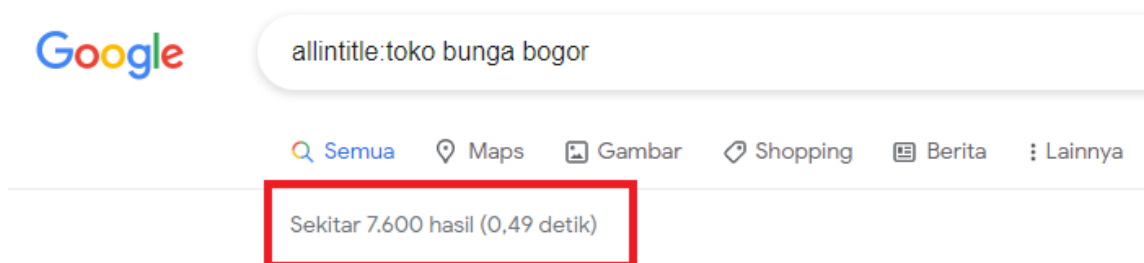 Google allintitle:toko bunga bogor
Semua Maps Gambar Shopping Berita Lainnya
Sekitar 7.600 hasil (0,49 detik)